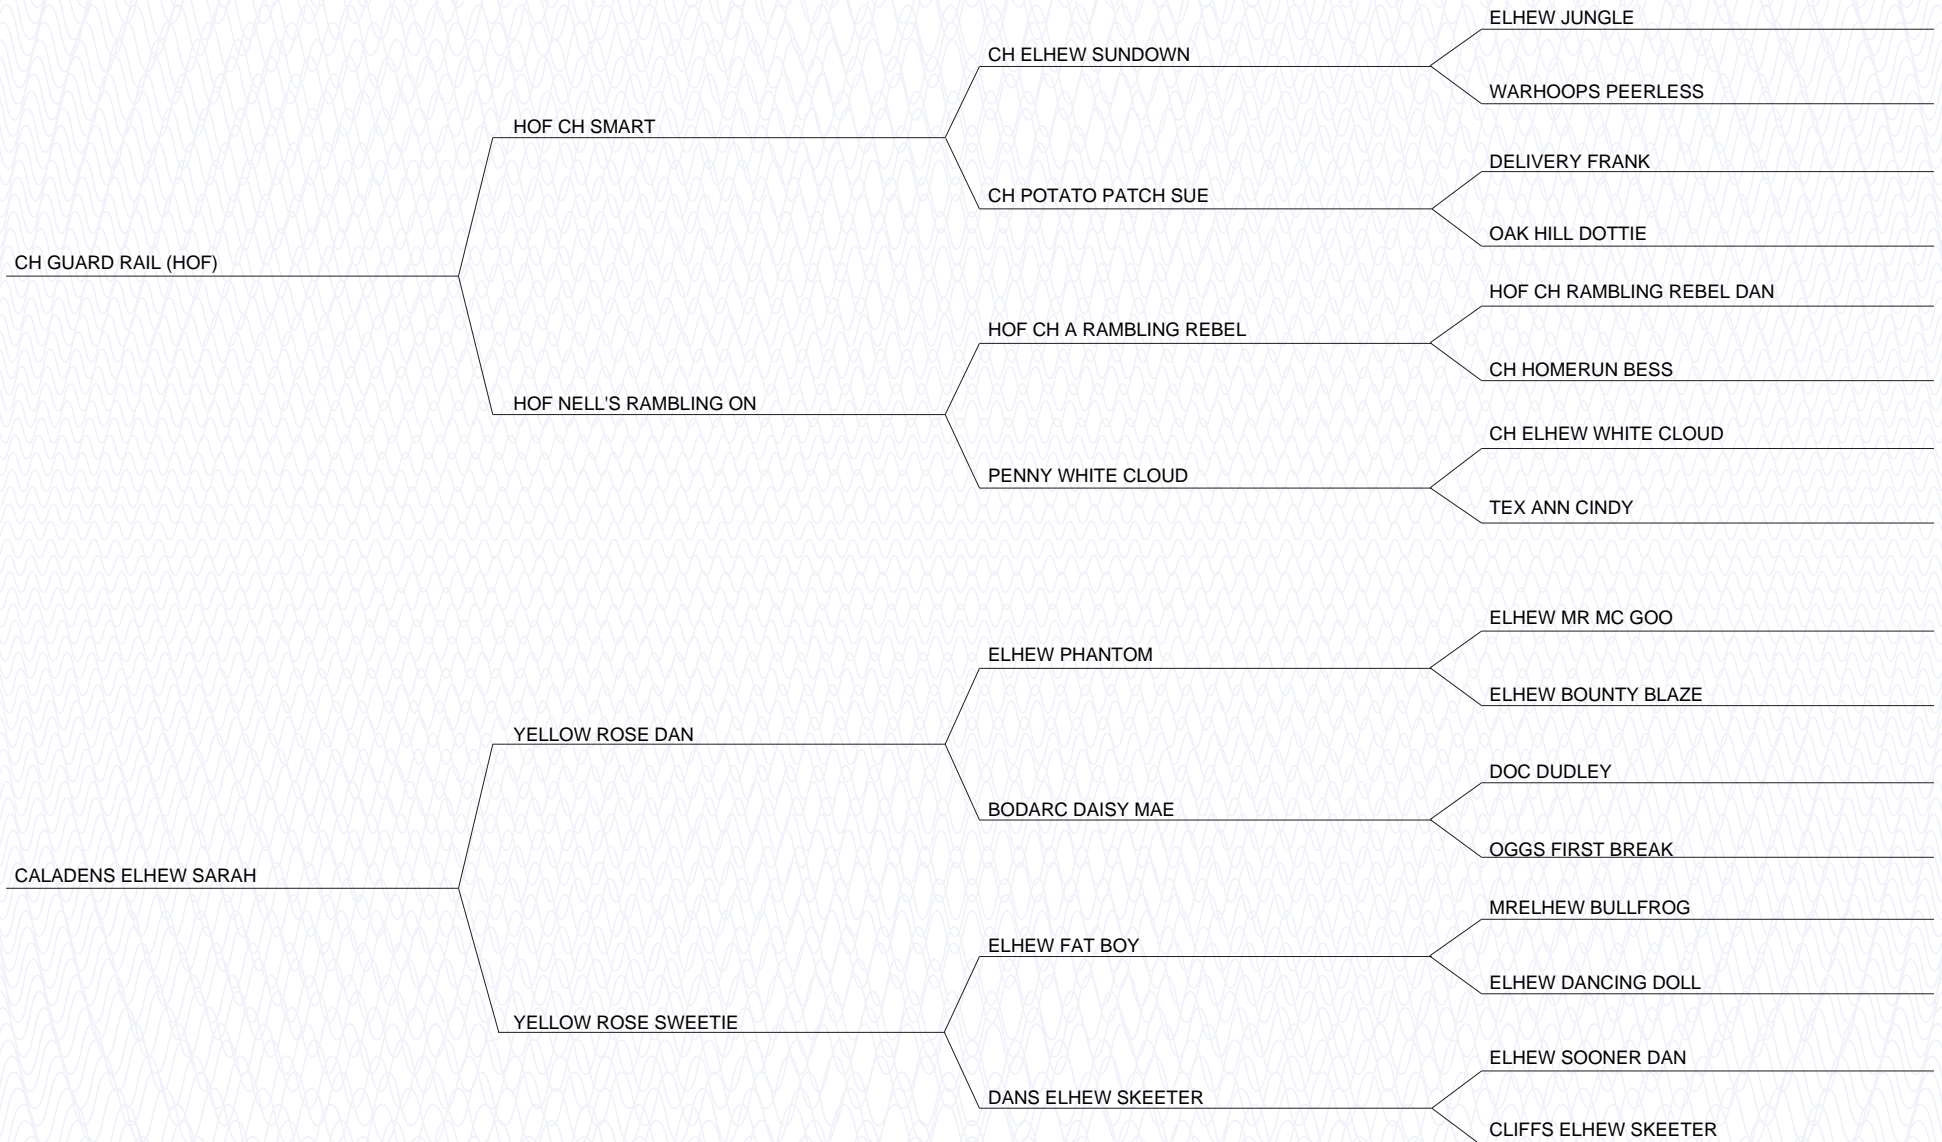 ELHEW JUNGLE
CH ELHEW SUNDOWN
WARHOOPS PEERLESS
HOF CH SMART
DELIVERY FRANK
CH POTATO PATCH SUE
OAK HILL DOTTIE
CH GUARD RAIL (HOF)
HOF CH RAMBLING REBEL DAN
HOF CH A RAMBLING REBEL
CH HOMERUN BESS
HOF NELL'S RAMBLING ON
CH ELHEW WHITE CLOUD
PENNY WHITE CLOUD
TEX ANN CINDY
ELHEW MR MC GOO
ELHEW PHANTOM
ELHEW BOUNTY BLAZE
YELLOW ROSE DAN
DOC DUDLEY
BODARC DAISY MAE
OGGS FIRST BREAK
CALADENS ELHEW SARAH
MRELHEW BULLFROG
ELHEW FAT BOY
ELHEW DANCING DOLL
YELLOW ROSE SWEETIE
ELHEW SOONER DAN
DANS ELHEW SKEETER
CLIFFS ELHEW SKEETER